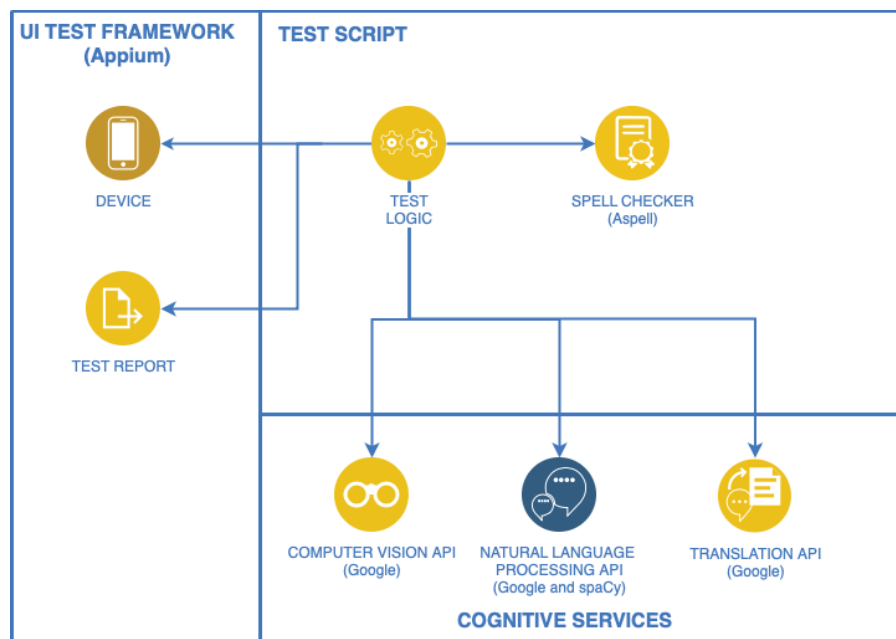 UI TEST FRAMEWORK
(Appium)
TEST SCRIPT
DEVICE
TEST
LOGIC
SPELL CHECKER
(Aspell)
TEST REPORT
COMPUTER VISION API
(Google)
NATURAL LANGUAGE
PROCESSING API
(Google and spaCy)
TRANSLATION API
(Google)
COGNITIVE SERVICES